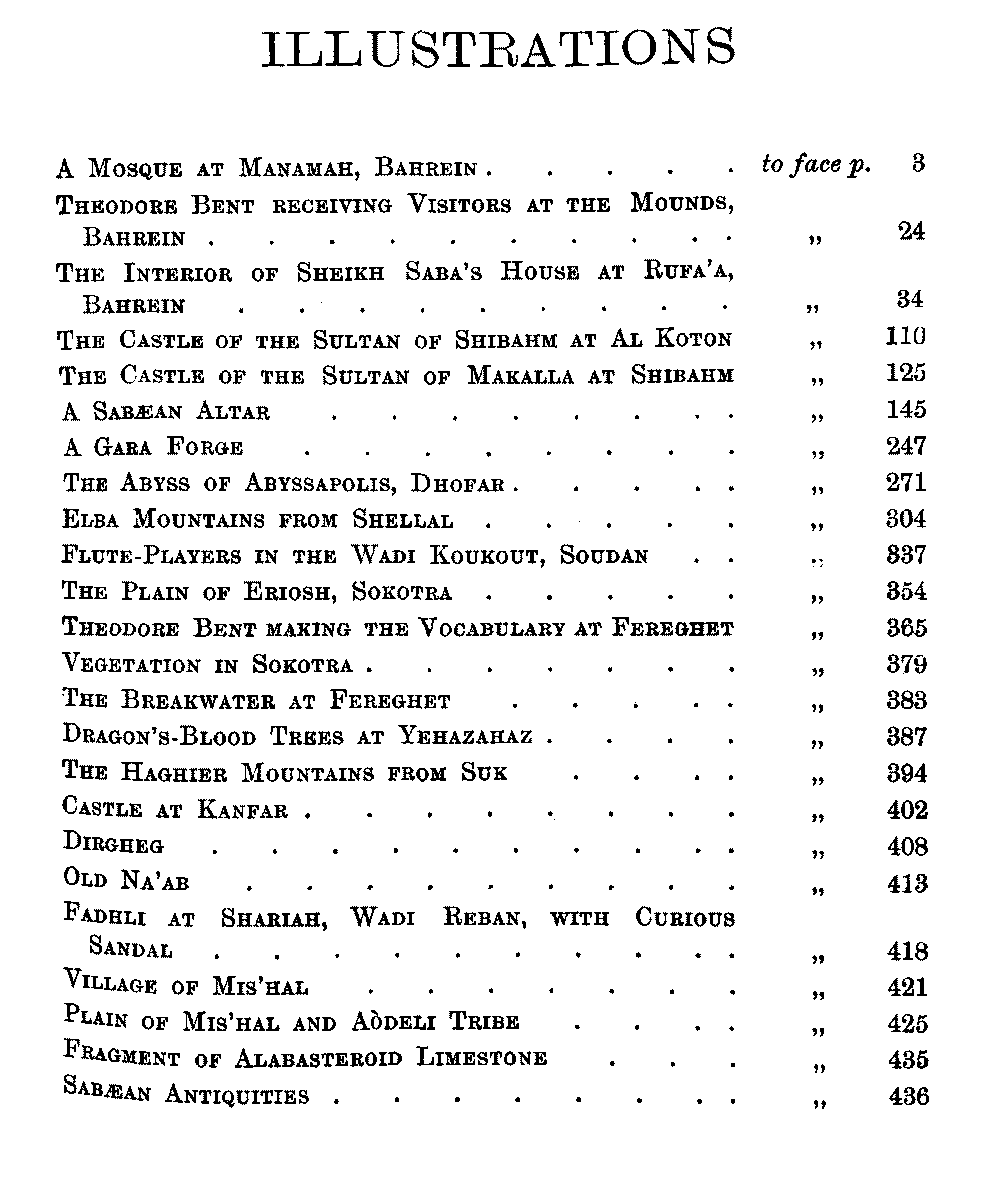 ILLUSTRATIONS
A Mosque at Manamah, Bahrein . . . . . to face p. 3
Theodore Bent receiving Visitors at the Mounds,
Bahrein . . . . . . . . . . ,, 24
The Interior of Sheikh Saba's House at Rufa'a,
Bahrein . . . . . . . . . ,, 34
The Castle of the Sultan of Shibahm at Al Koton ,, 110
The Castle of the Sultan of Makalla at Shibahm ,, 125
A Sabæan Altar . . . . . . . . ,, 145
A Gara Forge . . . . . . . . ,, 247
The Abyss of Abyssapolis, Dhofar . . . . . ,, 271
Elba Mountains from Shellal . . . . . ,, 304
Flute-Players in the Wadi Koukout, Soudan . . ,, 337
The Plain of Eriosh, Sokotra . . . . . ,, 354
Theodore Bent making the Vocabulary at Fereghet ,, 365
Vegetation in Sokotra . . . . . . . ,, 379
The Breakwater at Fereghet . . . . . ,, 383
Dragon's-Blood Trees at Yehazahaz . . . . ,, 387
The Haghier Mountains from Suk . . . . ,, 394
Castle at Kanfar . . . . . . . . ,, 402
Dirgheg . . . . . . . . . . ,, 408
Old Na'ab . . . . . . . . . ,, 413
Fadhli at Shariah, Wadi Reban, with Curious
Sandal . . . . . . . . . . ,, 418
Village of Mis'hal . . . . . . . ,, 421
Plain of Mis'hal and Aòdeli Tribe . . . . ,, 425
Fragment of Alabasteroid Limestone . . . ,, 435
Sabæan Antiquities . . . . . . . . ,, 436